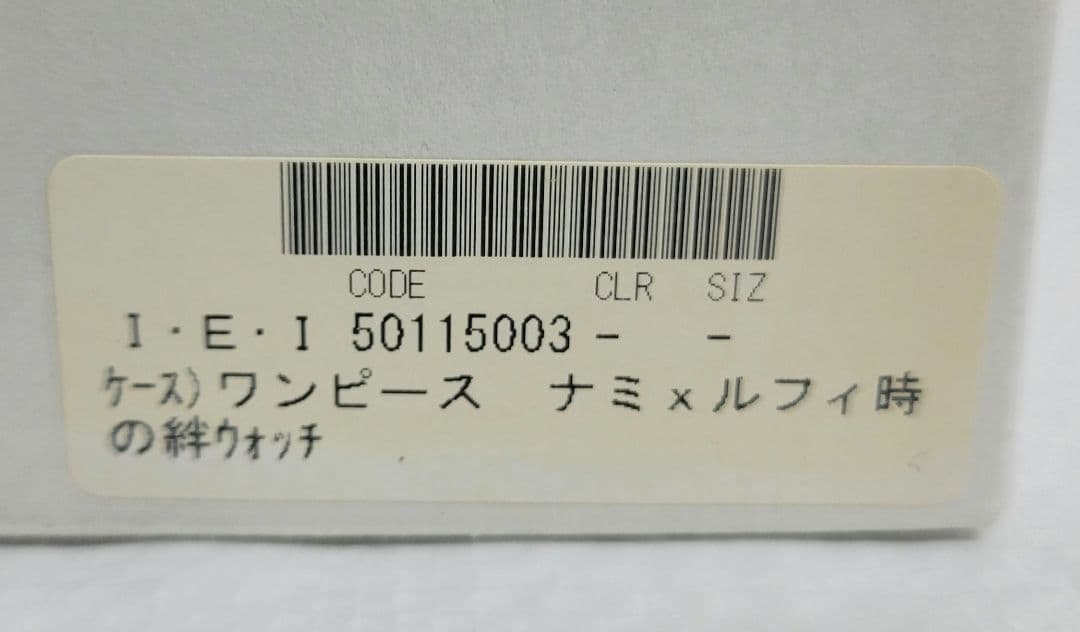 CODE CLR SIZ
I・E・I 50115003 - -
ｹｰｽ)ワンピース　ナミ×ルフィ時
の絆ｳｫｯﾁ